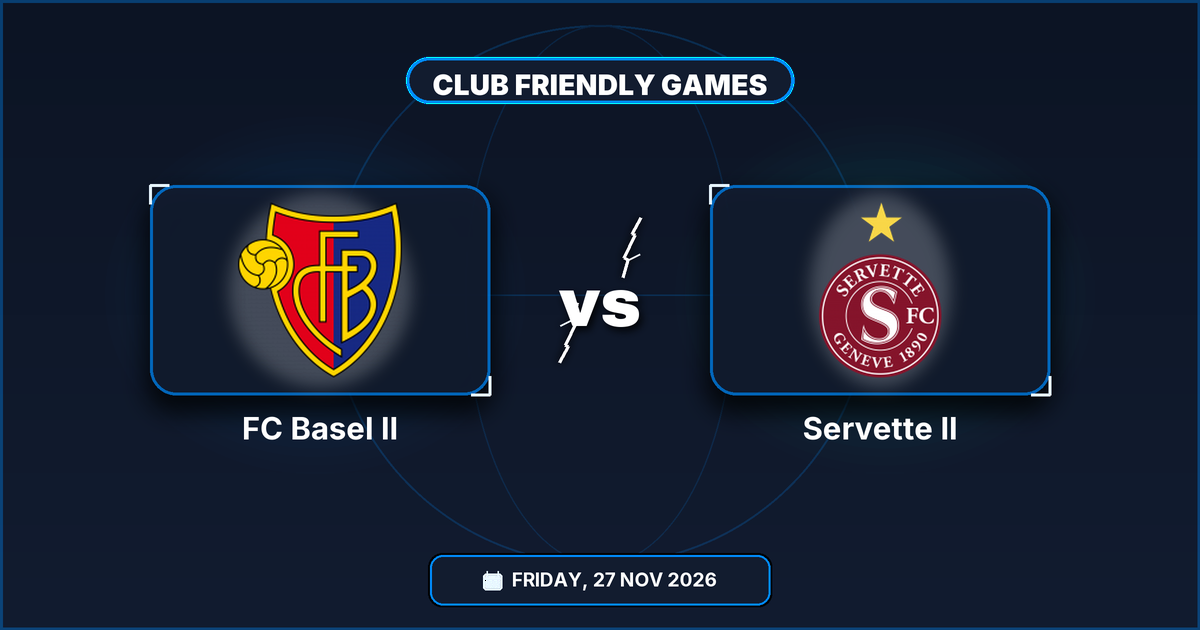 CLUB FRIENDLY GAMES
FCB
SERVETTE
S FC
GENEVE 1890
vs
FC Basel II
Servette II
FRIDAY, 27 NOV 2026